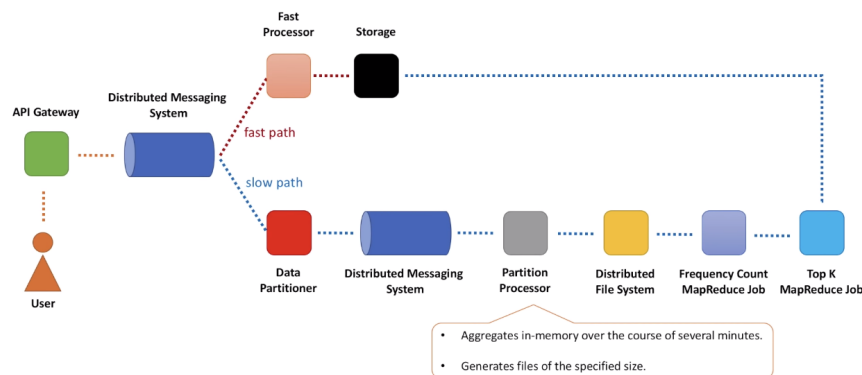 Fast
Processor
Storage
API Gateway
Distributed Messaging
System
fast path
slow path
User
Data
Partitioner
Distributed Messaging
System
Partition
Processor
Distributed
File System
Frequency Count
MapReduce Job
Top K
MapReduce Job
• Aggregates in-memory over the course of several minutes.
• Generates files of the specified size.